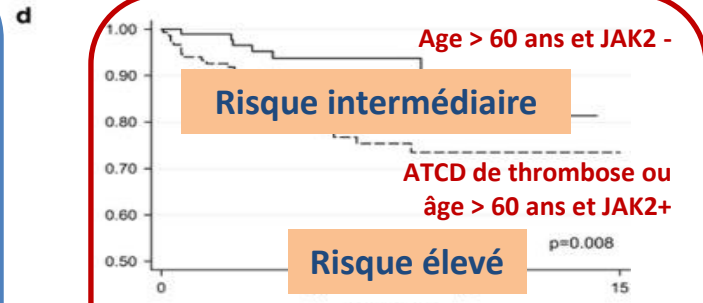 d
1.00
Age > 60 ans et JAK2 -
0.90
Risque intermédiaire
0.80
0.70
ATCD de thrombose ou
âge > 60 ans et JAK2+
0.60
p=0.008
0.50
Risque élevé
0
15